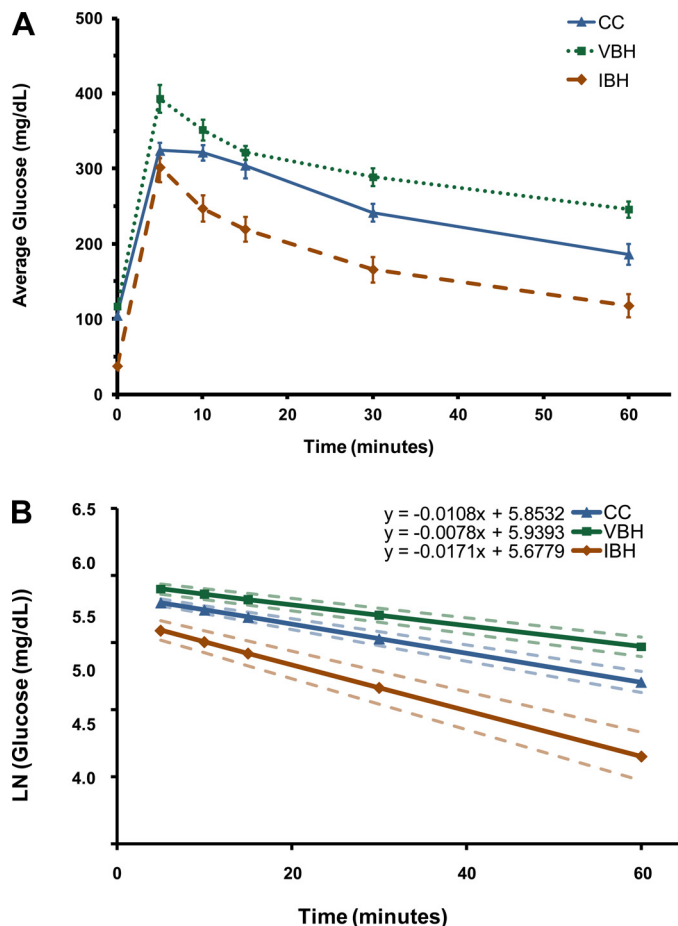 A
500
400
300
200
100
0
Average Glucose (mg/dL)
CC
VBH
IBH
0 10 20 30 40 50 60
Time (minutes)
B
6.5
6.0
5.5
5.0
4.5
4.0
LN (Glucose (mg/dL))
y = -0.0108x + 5.8532 CC
y = -0.0078x + 5.9393 VBH
y = -0.0171x + 5.6779 IBH
0 20 40 60
Time (minutes)